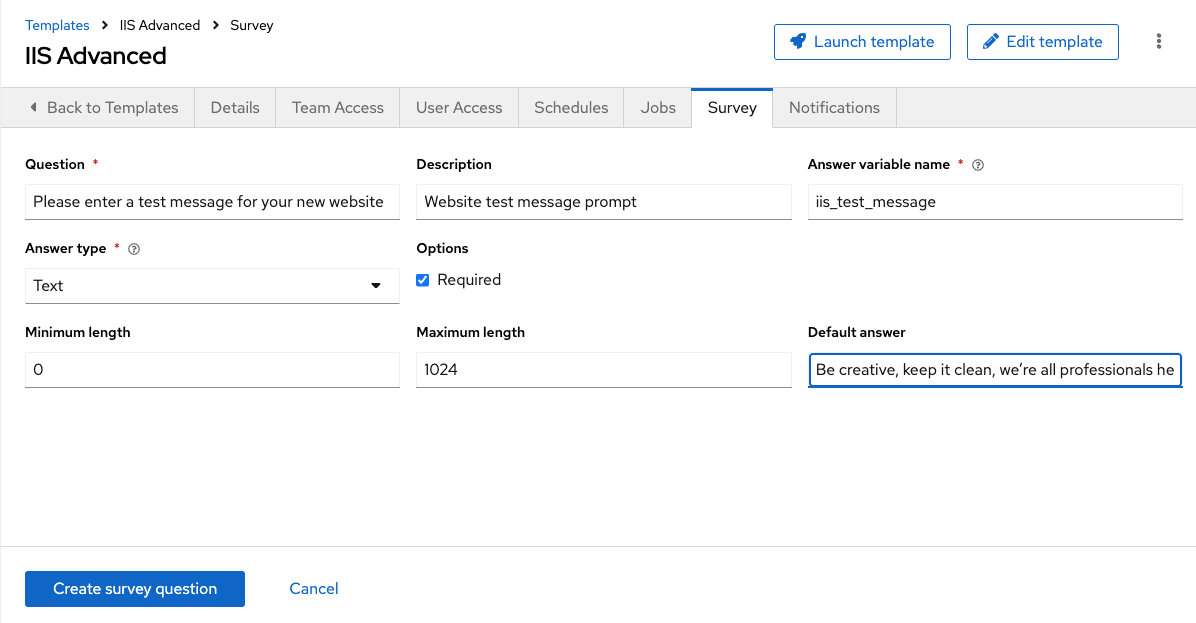 Templates > IIS Advanced > Survey
IIS Advanced
Launch template
Edit template
Back to Templates
Details
Team Access
User Access
Schedules
Jobs
Survey
Notifications
Question *
Description
Answer variable name *
Please enter a test message for your new website
Website test message prompt
iis_test_message
Answer type *
Options
Text
Required
Minimum length
Maximum length
Default answer
0
1024
Be creative, keep it clean, we’re all professionals he
Create survey question
Cancel